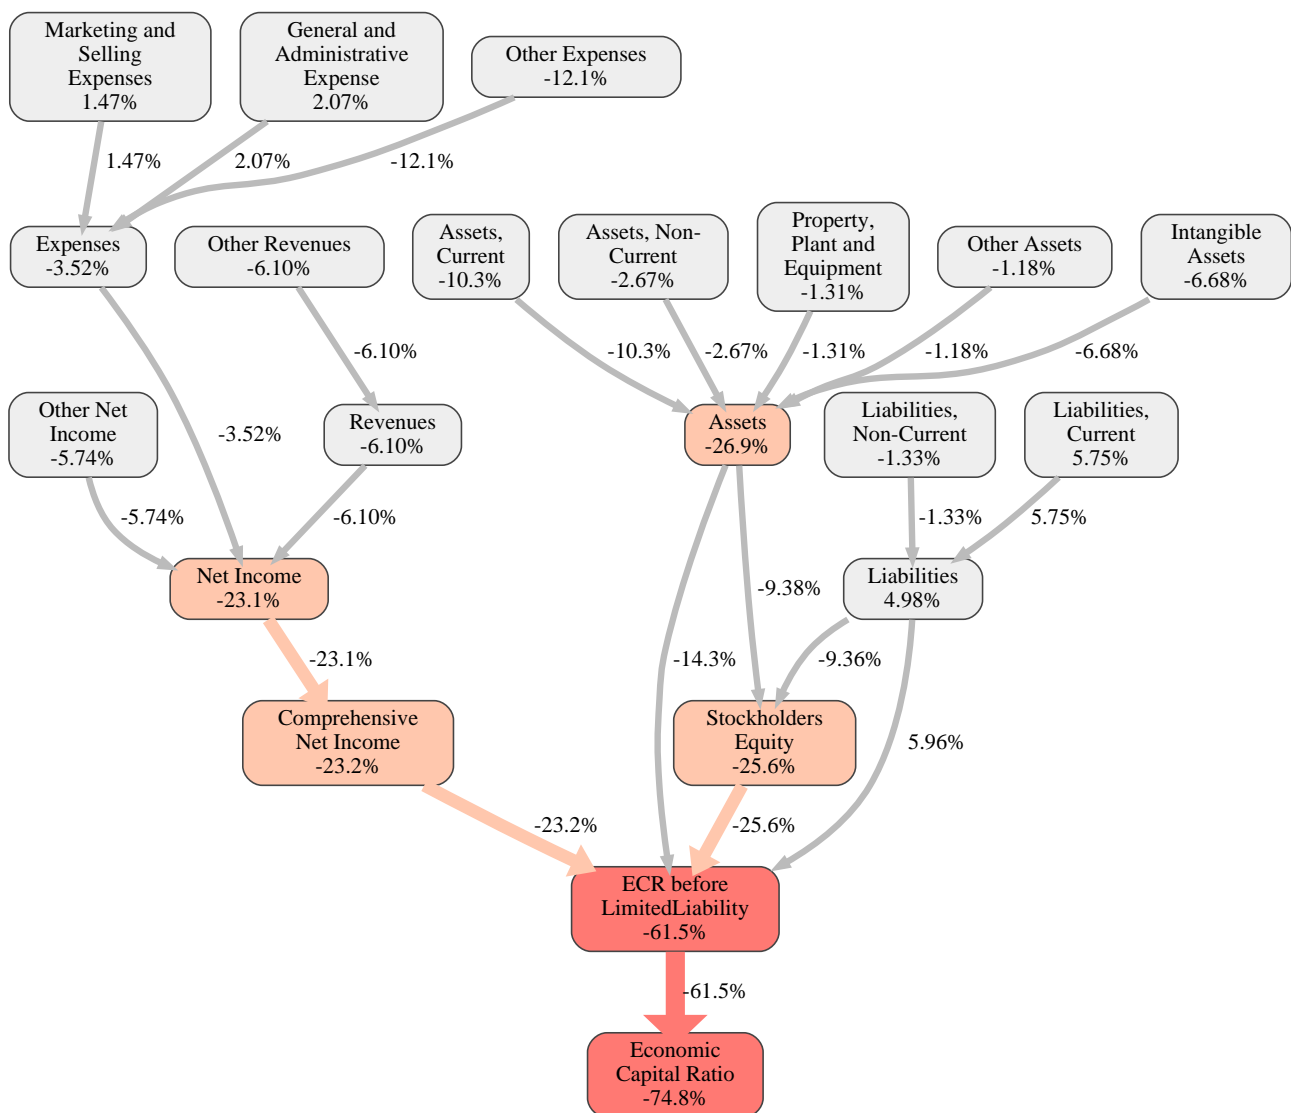 Marketing and
Selling
Expenses
1.47%
General and
Administrative
Expense
2.07%
Other Expenses
-12.1%
1.47%
2.07%
-12.1%
Expenses
-3.52%
Other Revenues
-6.10%
Assets,
Current
-10.3%
Assets, Non-
Current
-2.67%
Property,
Plant and
Equipment
-1.31%
Other Assets
-1.18%
Intangible
Assets
-6.68%
-6.10%
-10.3%
-2.67%
-1.31%
-1.18%
-6.68%
Other Net
Income
-5.74%
-3.52%
Revenues
-6.10%
Assets
-26.9%
Liabilities,
Non-Current
-1.33%
Liabilities,
Current
5.75%
-5.74%
-6.10%
-1.33%
5.75%
Net Income
-23.1%
-9.38%
Liabilities
4.98%
-23.1%
-14.3%
-9.36%
Comprehensive
Net Income
-23.2%
Stockholders
Equity
-25.6%
5.96%
-23.2%
-25.6%
ECR before
LimitedLiability
-61.5%
-61.5%
Economic
Capital Ratio
-74.8%